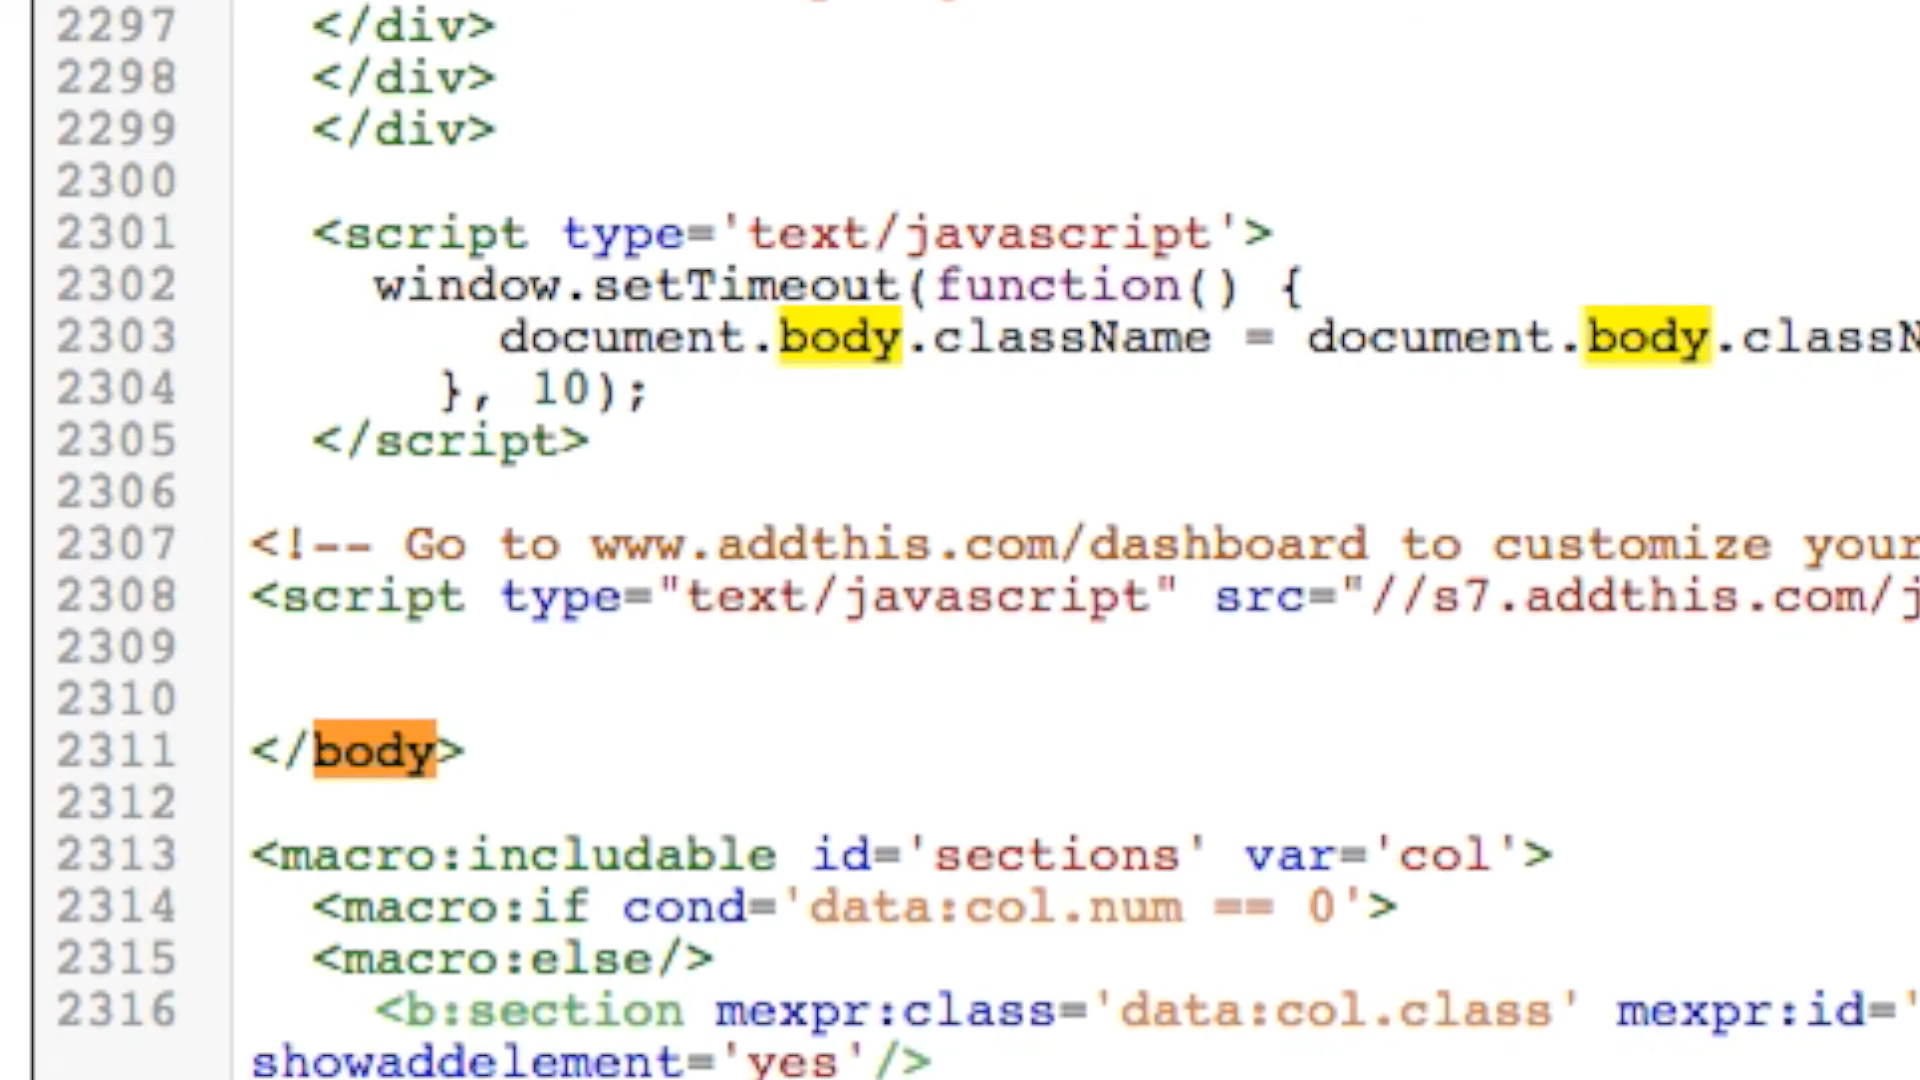 2297 </div>
2298 </div>
2299 </div>
2300
2301 <script type='text/javascript'>
2302 window.setTimeout(function() {
2303 document.body.className = document.body.classN
2304 }, 10);
2305 </script>
2306
2307 <!-- Go to www.addthis.com/dashboard to customize your
2308 <script type="text/javascript" src="//s7.addthis.com/j
2309
2310
2311 </body>
2312
2313 <macro:includable id='sections' var='col'>
2314 <macro:if cond='data:col.num == 0'>
2315 <macro:else/>
2316 <b:section mexpr:class='data:col.class' mexpr:id='
showaddelement='yes'/>